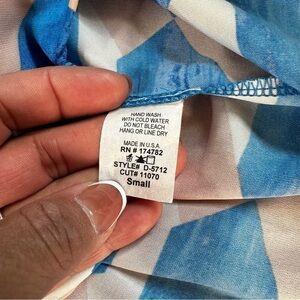 HAND WASH
WITH COLD WATER
DO NOT BLEACH
HANG OR LINE DRY
MADE IN U.S.A
RN # 174782
STYLE# D-5712
CUT# 11070
Small